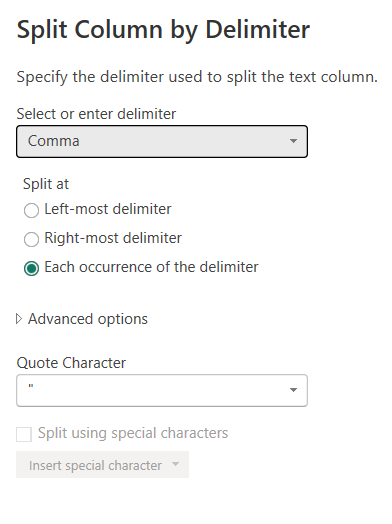 Split Column by Delimiter
Specify the delimiter used to split the text column.
Select or enter delimiter
Comma
Split at
Left-most delimiter
Right-most delimiter
Each occurrence of the delimiter
Advanced options
Quote Character
"
Split using special characters
Insert special character